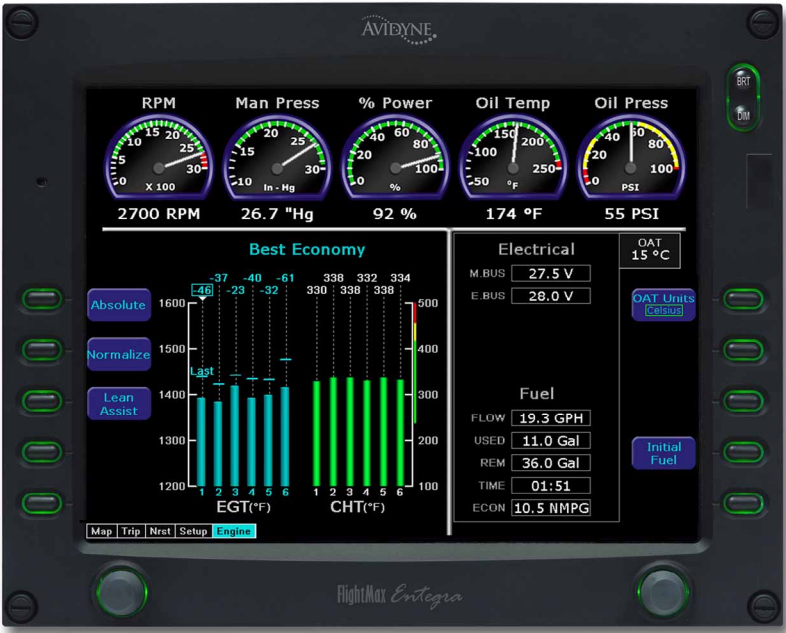 AVIDYNE
BRT
DIM
RPM Man Press % Power Oil Temp Oil Press
0 5 10 15 20 25 30 X 100
10 20 25 30 In - Hg
0 20 40 60 80 100 %
50 100 150 200 250 °F
0 20 40 60 80 100 PSI
2700 RPM 26.7 "Hg 92 % 174 °F 55 PSI
Best Economy
Electrical
OAT
15 °C
M.BUS 27.5 V
E.BUS 28.0 V
-46 -37 -23 -40 -32 -61
330 338 338 332 338 334
Absolute
Normalize
Lean
Assist
1600
1500
1400
1300
1200
Last
500
400
300
200
100
1 2 3 4 5 6
EGT(°F)
1 2 3 4 5 6
CHT(°F)
OAT Units
Celsius
Fuel
FLOW 19.3 GPH
USED 11.0 Gal
REM 36.0 Gal
TIME 01:51
ECON 10.5 NMPG
Initial
Fuel
Map Trip Nrst Setup Engine
FlightMax Entegra